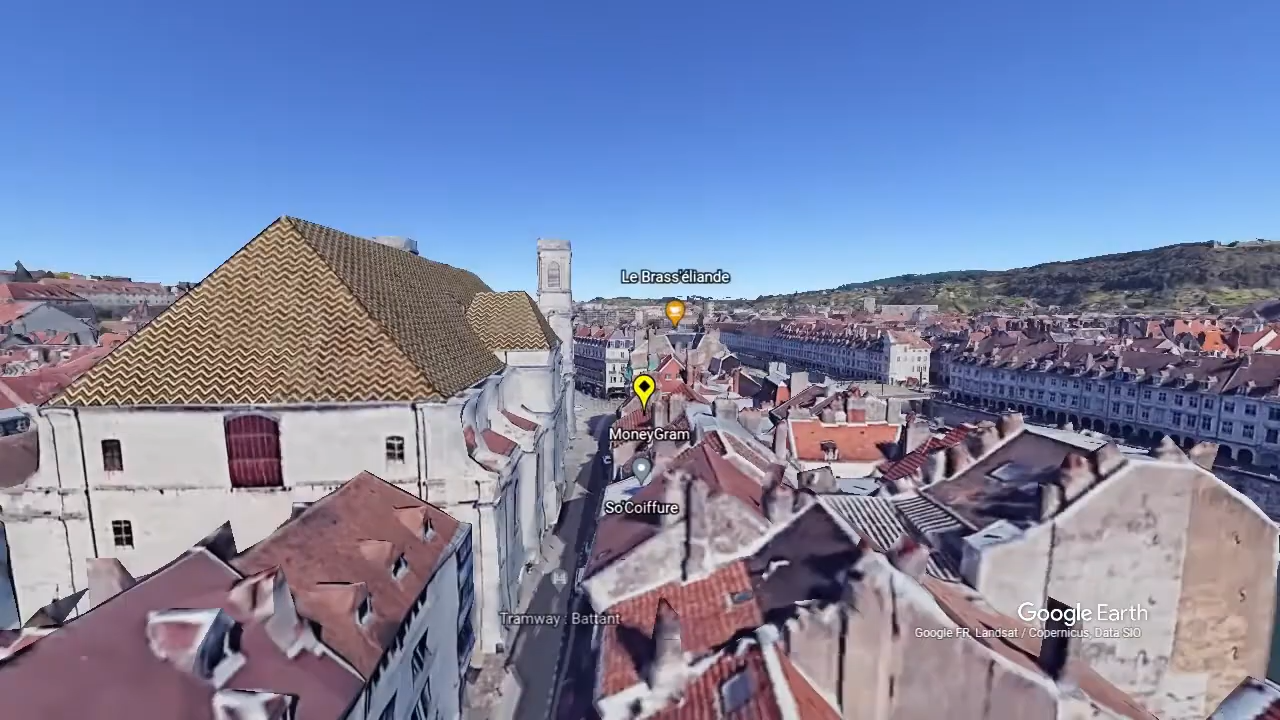 Le Brass'éliande
MoneyGram
So'Coiffure
Tramway : Battant
Google Earth
Google FR, Landsat / Copernicus, Data SIO